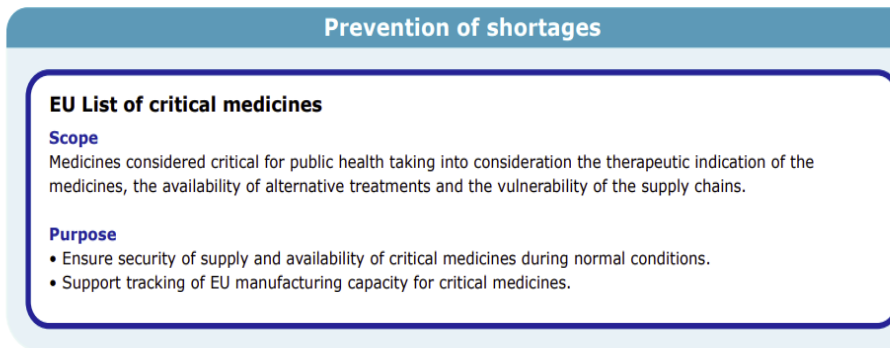 Prevention of shortages
EU List of critical medicines
Scope
Medicines considered critical for public health taking into consideration the therapeutic indication of the
medicines, the availability of alternative treatments and the vulnerability of the supply chains.
Purpose
• Ensure security of supply and availability of critical medicines during normal conditions.
• Support tracking of EU manufacturing capacity for critical medicines.